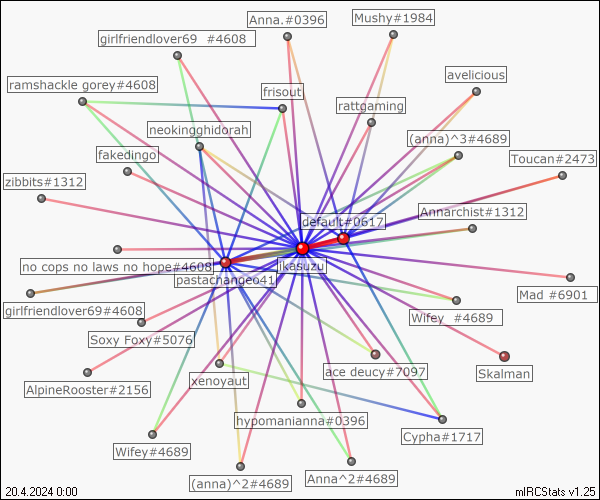 Anna.#0396
Mushy#1984
girlfriendlover69 #4608
avelicious
ramshackle gorey#4608
frisout
rattgaming
neokingghidorah
(anna)^3#4689
fakedingo
Toucan#2473
zibbits#1312
Annarchist#1312
default#0617
no cops no laws no hope#4608
jkasuzu
pastachangeo41
Mad #6901
girlfriendlover69#4608
Wifey #4689
Soxy Foxy#5076
ace deucy#7097
Skalman
AlpineRooster#2156
xenoyaut
hypomanianna#0396
Cypha#1717
Wifey#4689
(anna)^2#4689
Anna^2#4689
20.4.2024 0:00
mIRCStats v1.25